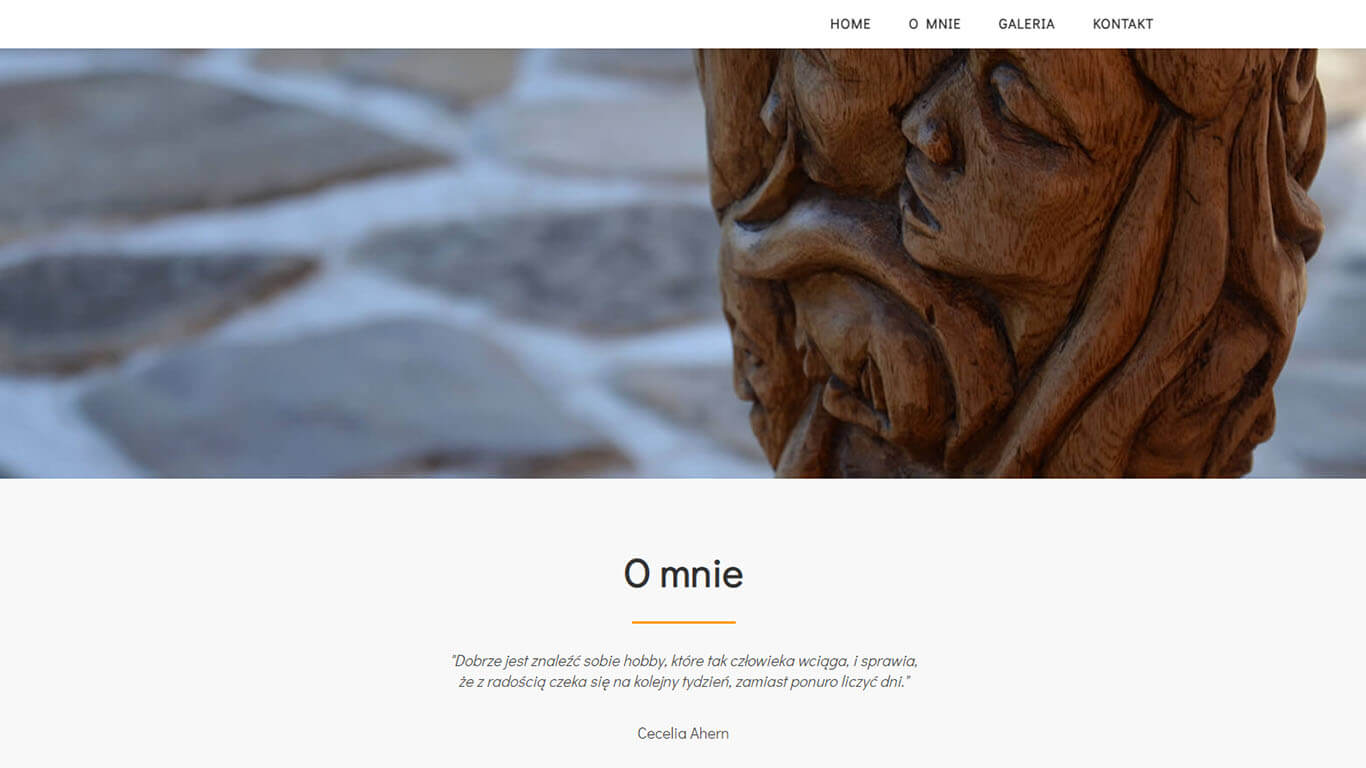 HOME O MNIE GALERIA KONTAKT
O mnie
"Dobrze jest znaleźć sobie hobby, które tak człowieka wciąga, i sprawia,
że z radością czeka się na kolejny tydzień, zamiast ponuro liczyć dni."
Cecelia Ahern